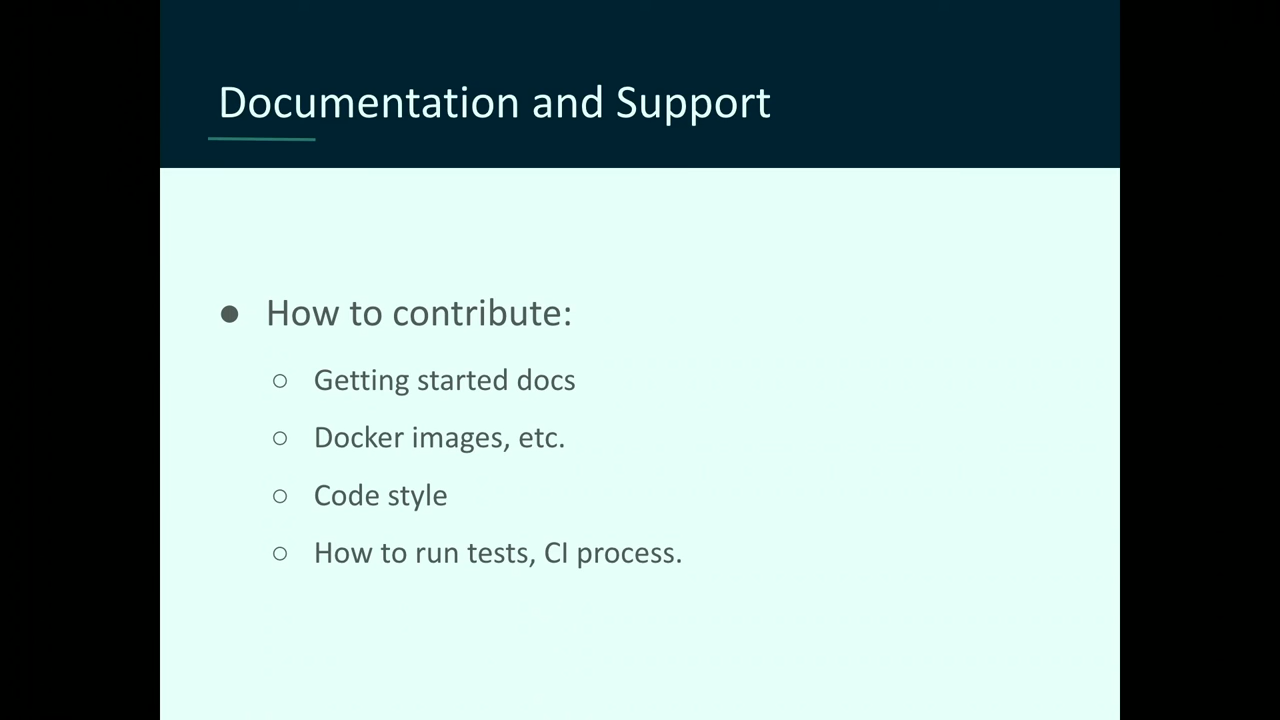 Documentation and Support
● How to contribute:
○ Getting started docs
○ Docker images, etc.
○ Code style
○ How to run tests, CI process.